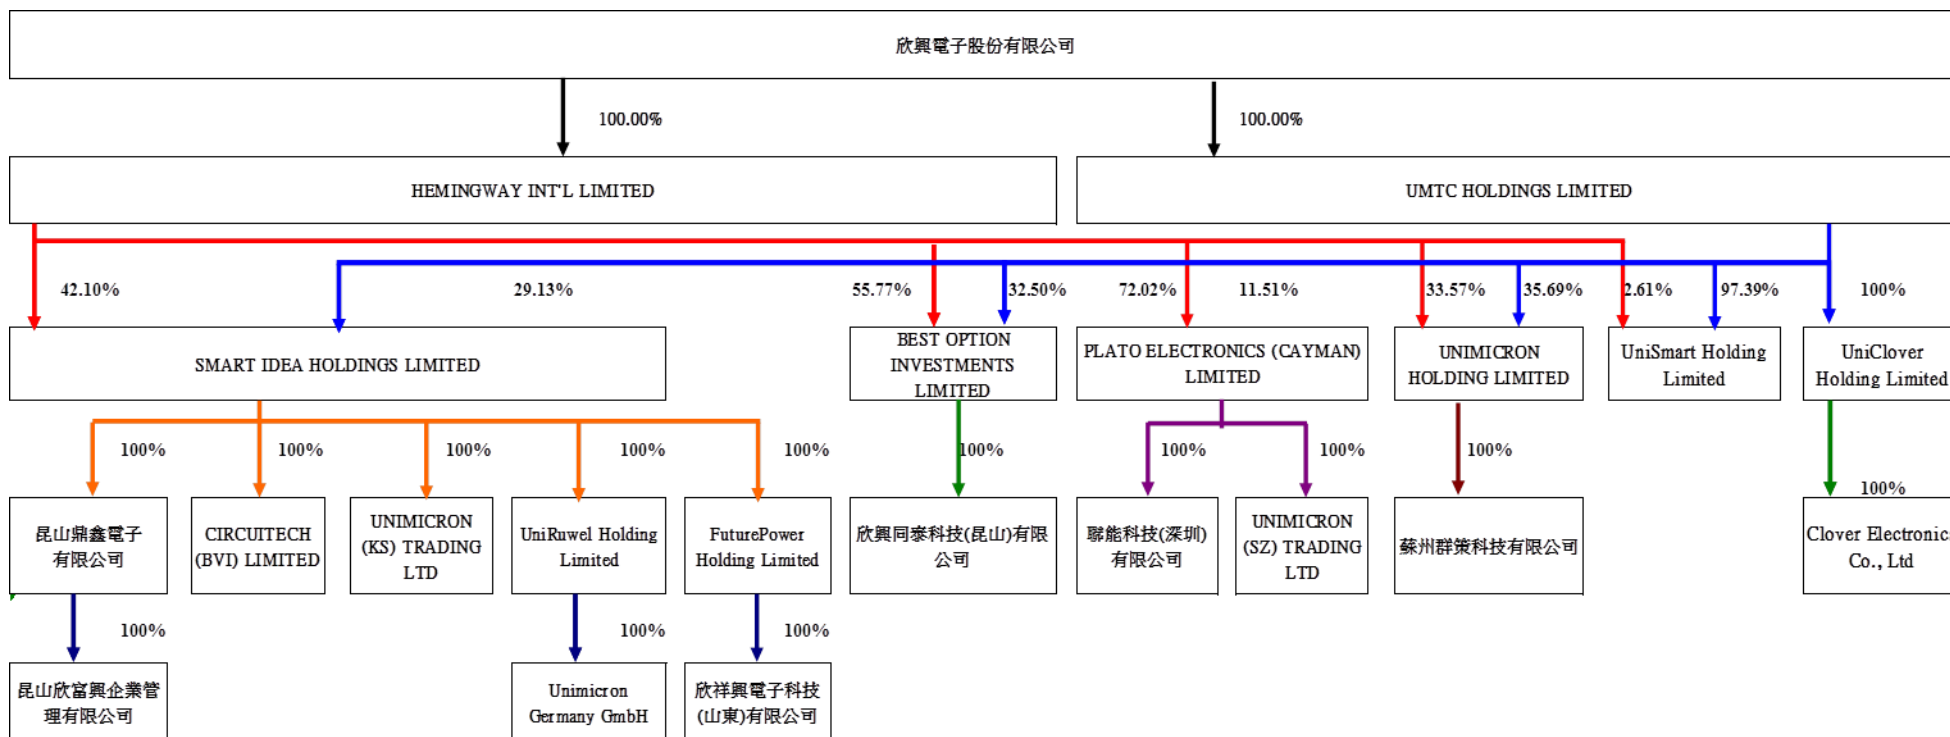 欣興電子股份有限公司
100.00%
100.00%
HEMINGWAY INT'L LIMITED
UMTC HOLDINGS LIMITED
42.10%
29.13%
55.77%
32.50%
72.02%
11.51%
33.57%
35.69%
2.61%
97.39%
100%
SMART IDEA HOLDINGS LIMITED
BEST OPTION
INVESTMENTS
LIMITED
PLATO ELECTRONICS (CAYMAN)
LIMITED
UNIMICRON
HOLDING LIMITED
UniSmart Holding
Limited
UniClover
Holding Limited
100%
100%
100%
100%
100%
100%
100%
100%
100%
100%
昆山鼎鑫電子
有限公司
CIRCUITECH
(BVI) LIMITED
UNIMICRON
(KS) TRADING
LTD
UniRuwel Holding
Limited
FuturePower
Holding Limited
欣興同泰科技(昆山)有限
公司
聯能科技(深圳)
有限公司
UNIMICRON
(SZ) TRADING
LTD
蘇州群策科技有限公司
Clover Electronics
Co., Ltd
100%
100%
100%
昆山欣富興企業管
理有限公司
Unimicron
Germany GmbH
欣祥興電子科技
(山東)有限公司